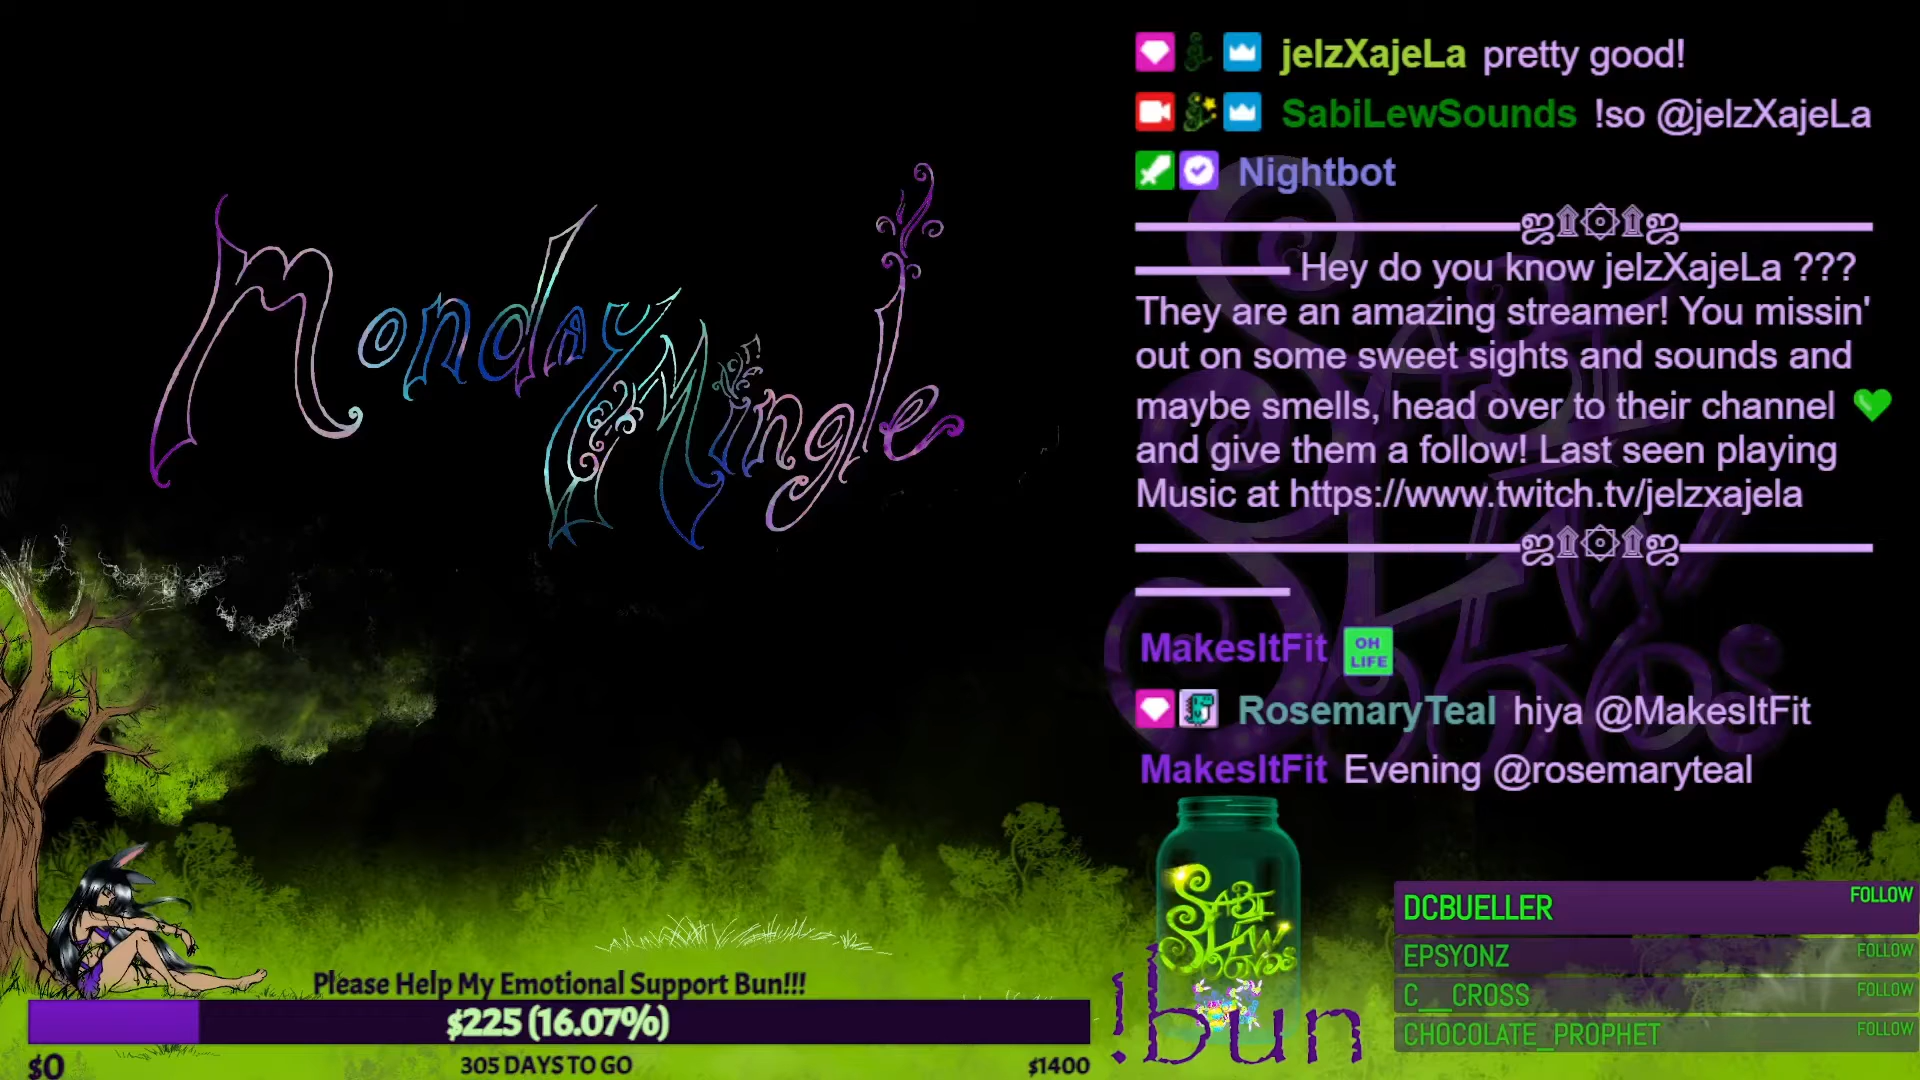 Monday
Mingle
jelzXajeLa pretty good!
SabiLewSounds !so @jelzXajeLa
Nightbot
━━━━━━━━━━ஜ۩۞۩ஜ━━━━━
━━━━ Hey do you know jelzXajeLa ???
They are an amazing streamer! You missin'
out on some sweet sights and sounds and
maybe smells, head over to their channel 💚
and give them a follow! Last seen playing
Music at https://www.twitch.tv/jelzxajela
━━━━━━━━━━ஜ۩۞۩ஜ━━━━━
━━━━
MakesItFit OH LIFE
RosemaryTeal hiya @MakesItFit
MakesItFit Evening @rosemaryteal
Sabi
Lew
Sounds
!bun
DCBUELLER FOLLOW
EPSYONZ FOLLOW
C__CROSS FOLLOW
CHOCOLATE_PROPHET FOLLOW
Please Help My Emotional Support Bun!!!
$225 (16.07%)
$0 305 DAYS TO GO $1400